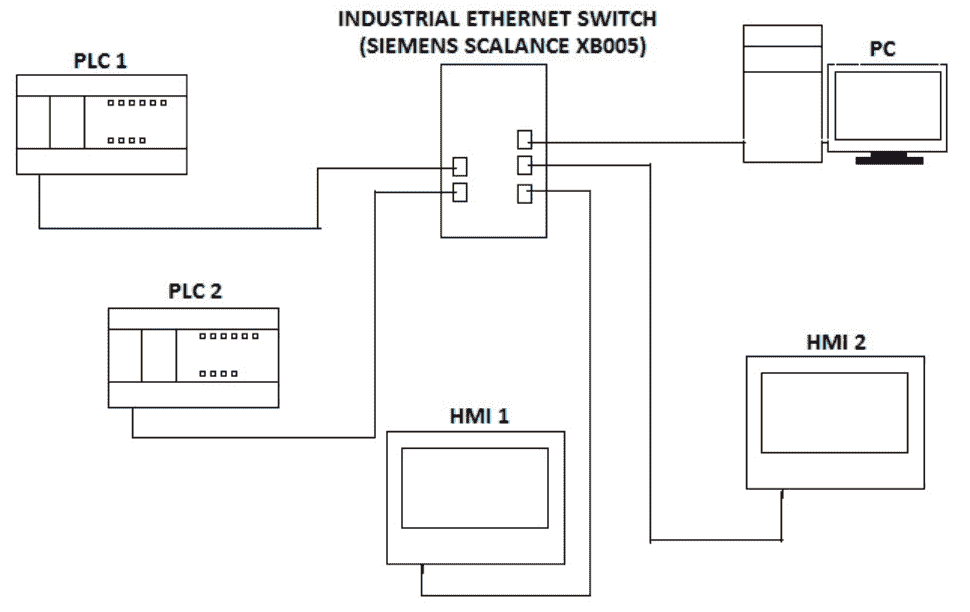 INDUSTRIAL ETHERNET SWITCH
(SIEMENS SCALANCE XB005)
PLC 1
PC
PLC 2
HMI 2
HMI 1